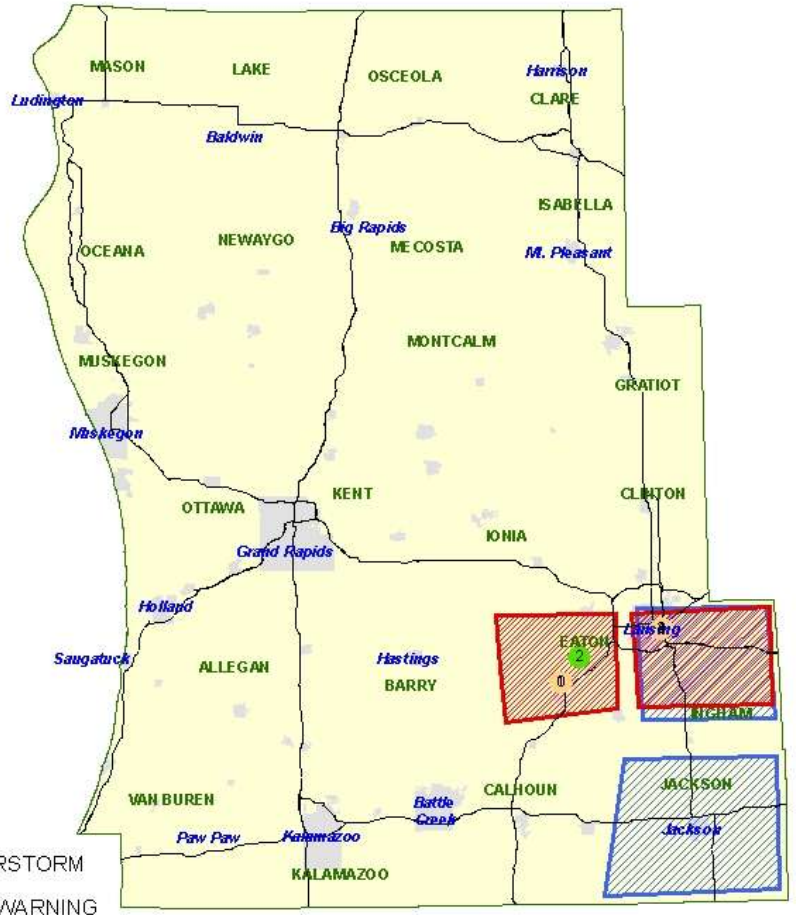 MASON
LAKE
OSCEOLA
Harrison
CLARE
Ludington
Baldwin
ISABELLA
OCEANA
NEWAYGO
Big Rapids
MECOSTA
Mt. Pleasant
MONTCALM
MUSKEGON
GRATIOT
Muskegon
KENT
CLINTON
OTTAWA
IONIA
Grand Rapids
Holland
EATON
Lansing
Saugatuck
ALLEGAN
Hastings
2
BARRY
INGHAM
CALHOUN
JACKSON
VAN BUREN
Battle
Creek
Jackson
Paw Paw
Kalamazoo
RSTORM
KALAMAZOO
WARNING